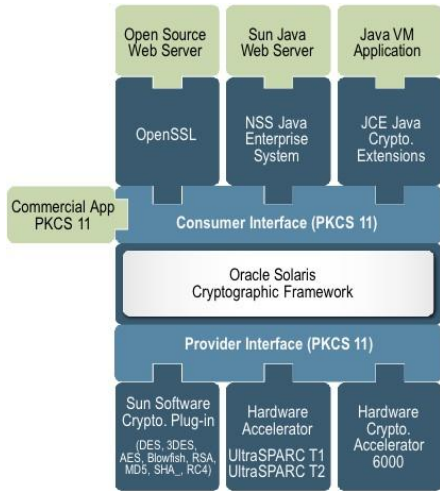 Open Source
Web Server
Sun Java
Web Server
Java VM
Application
OpenSSL
NSS Java
Enterprise
System
JCE Java
Crypto.
Extensions
Commercial App
PKCS 11
Consumer Interface (PKCS 11)
Oracle Solaris
Cryptographic Framework
Provider Interface (PKCS 11)
Sun Software
Crypto. Plug-in
(DES, 3DES,
AES, Blowfish, RSA,
MD5, SHA_, RC4)
Hardware
Accelerator
UltraSPARC T1
UltraSPARC T2
Hardware
Crypto.
Accelerator
6000